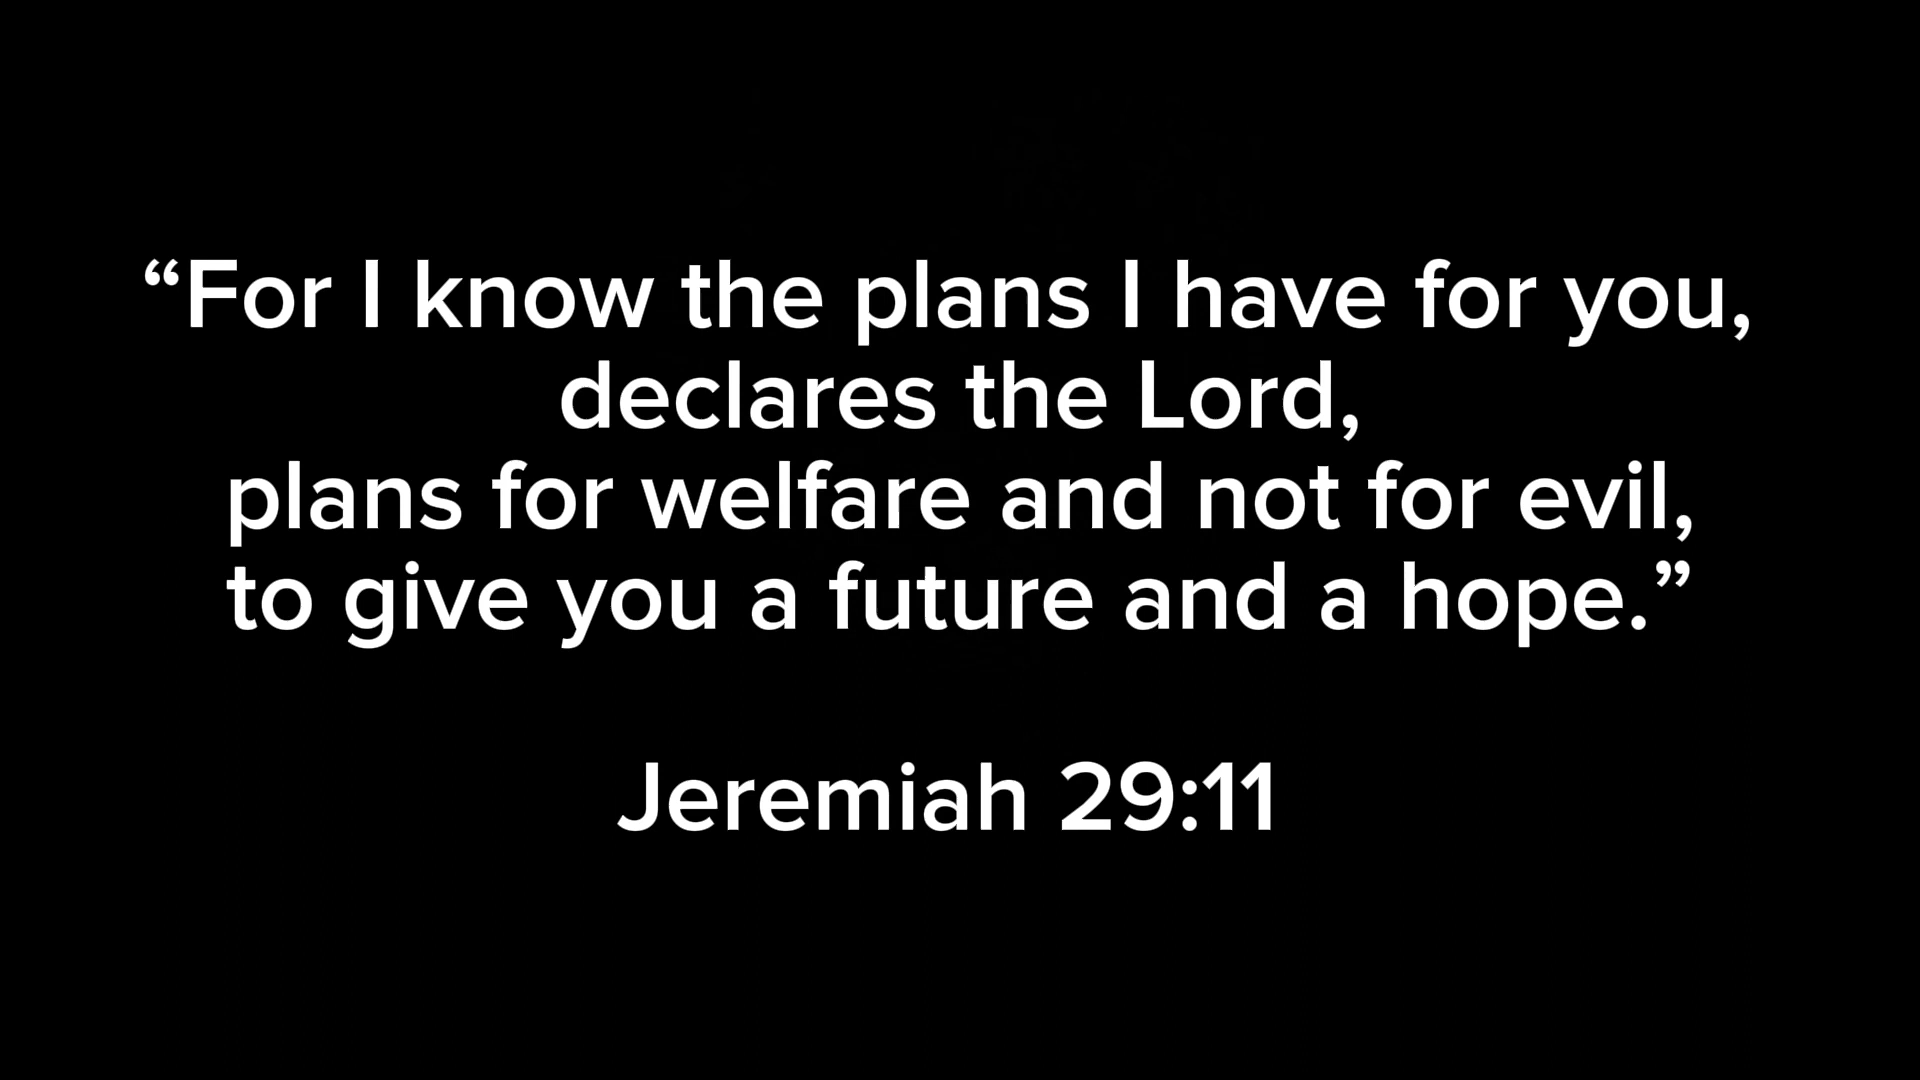 “For I know the plans I have for you,
declares the Lord,
plans for welfare and not for evil,
to give you a future and a hope.”
Jeremiah 29:11